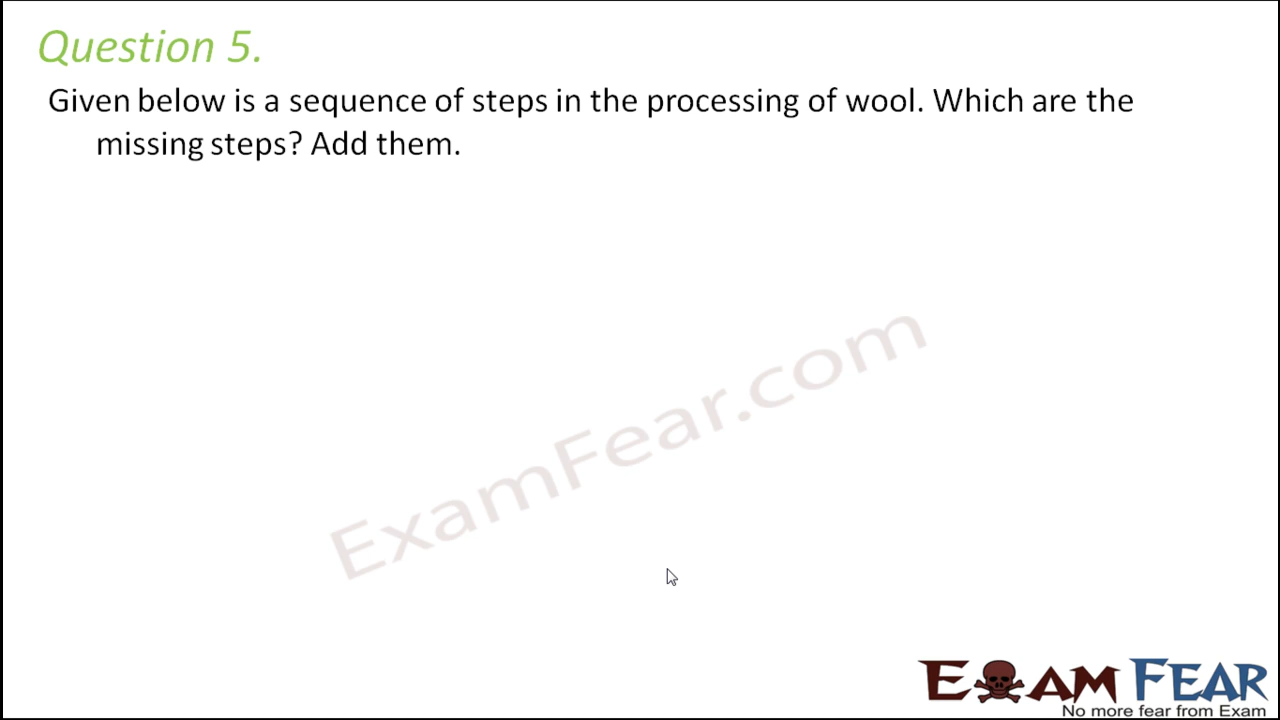 Question 5.
Given below is a sequence of steps in the processing of wool. Which are the
missing steps? Add them.
ExamFear.com
EXAM FEAR
No more fear from Exam